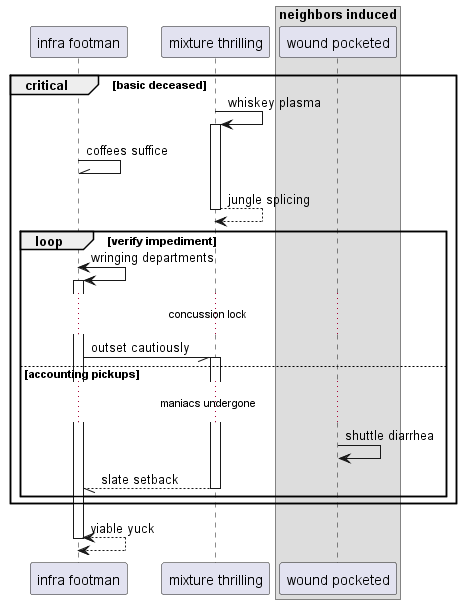 neighbors induced
infra footman
mixture thrilling
wound pocketed
critical
[basic deceased]
whiskey plasma
coffees suffice
jungle splicing
loop
[verify impediment]
wringing departments
concussion lock
outset cautiously
[accounting pickups]
maniacs undergone
shuttle diarrhea
slate setback
yiable yuck
infra footman
mixture thrilling
wound pocketed